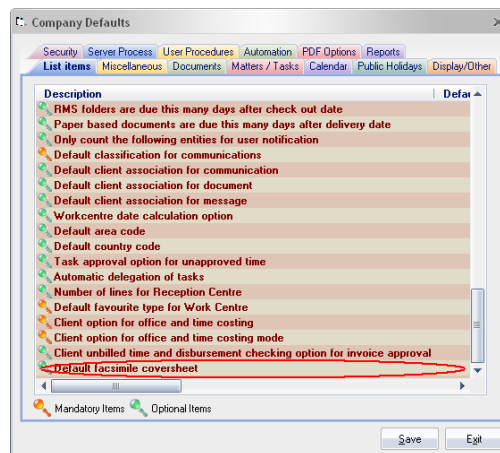 Company Defaults
Security Server Process User Procedures Automation PDF Options Reports
List items Miscellaneous Documents Matters / Tasks Calendar Public Holidays Display/Other
Description Defau
RMS folders are due this many days after check out date
Paper based documents are due this many days after delivery date
Only count the following entities for user notification
Default classification for communications
Default client association for communication
Default client association for document
Default client association for message
Workcentre date calculation option
Default area code
Default country code
Task approval option for unapproved time
Automatic delegation of tasks
Number of lines for Reception Centre
Default favourite type for Work Centre
Client option for office and time costing
Client option for office and time costing mode
Client unbilled time and disbursement checking option for invoice approval
Default facsimile coversheet
Mandatory Items Optional Items
Save Exit